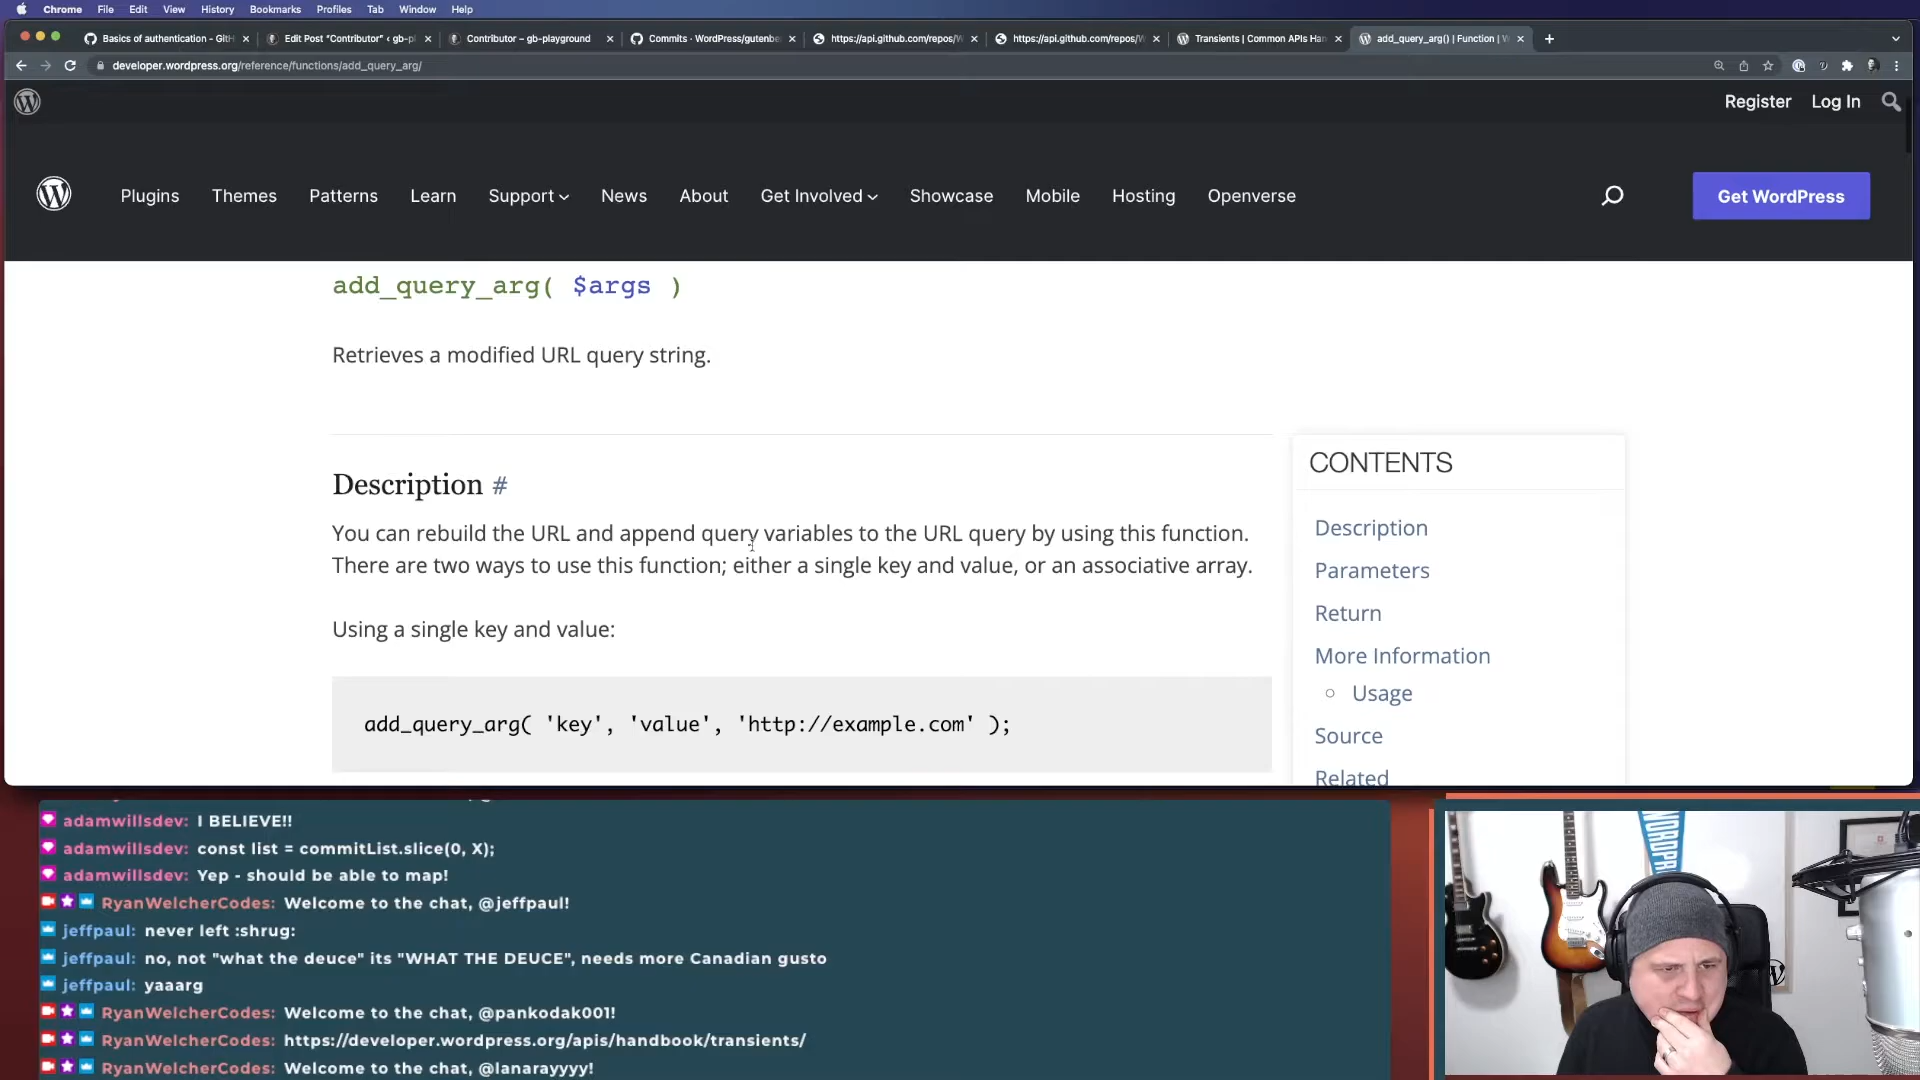 Chrome File Edit View History Bookmarks Profiles Tab Window Help
Basics of authentication - GitH
Edit Post "Contributor" ‹ gb-pl
Contributor – gb-playground
Commits · WordPress/gutenbe
https://api.github.com/repos/W
https://api.github.com/repos/W
Transients | Common APIs Han
add_query_arg() | Function | W
developer.wordpress.org/reference/functions/add_query_arg/
Register Log In
Plugins Themes Patterns Learn Support News About Get Involved Showcase Mobile Hosting Openverse
Get WordPress
add_query_arg( $args )
Retrieves a modified URL query string.
Description #
You can rebuild the URL and append query variables to the URL query by using this function.
There are two ways to use this function; either a single key and value, or an associative array.
Using a single key and value:
add_query_arg( 'key', 'value', 'http://example.com' );
CONTENTS
Description
Parameters
Return
More Information
Usage
Source
Related
adamwillsdev: I BELIEVE!!
adamwillsdev: const list = commitList.slice(0, X);
adamwillsdev: Yep - should be able to map!
RyanWelcherCodes: Welcome to the chat, @jeffpaul!
jeffpaul: never left :shrug:
jeffpaul: no, not "what the deuce" its "WHAT THE DEUCE", needs more Canadian gusto
jeffpaul: yaaarg
RyanWelcherCodes: Welcome to the chat, @pankodak001!
RyanWelcherCodes: https://developer.wordpress.org/apis/handbook/transients/
RyanWelcherCodes: Welcome to the chat, @lanarayyyy!